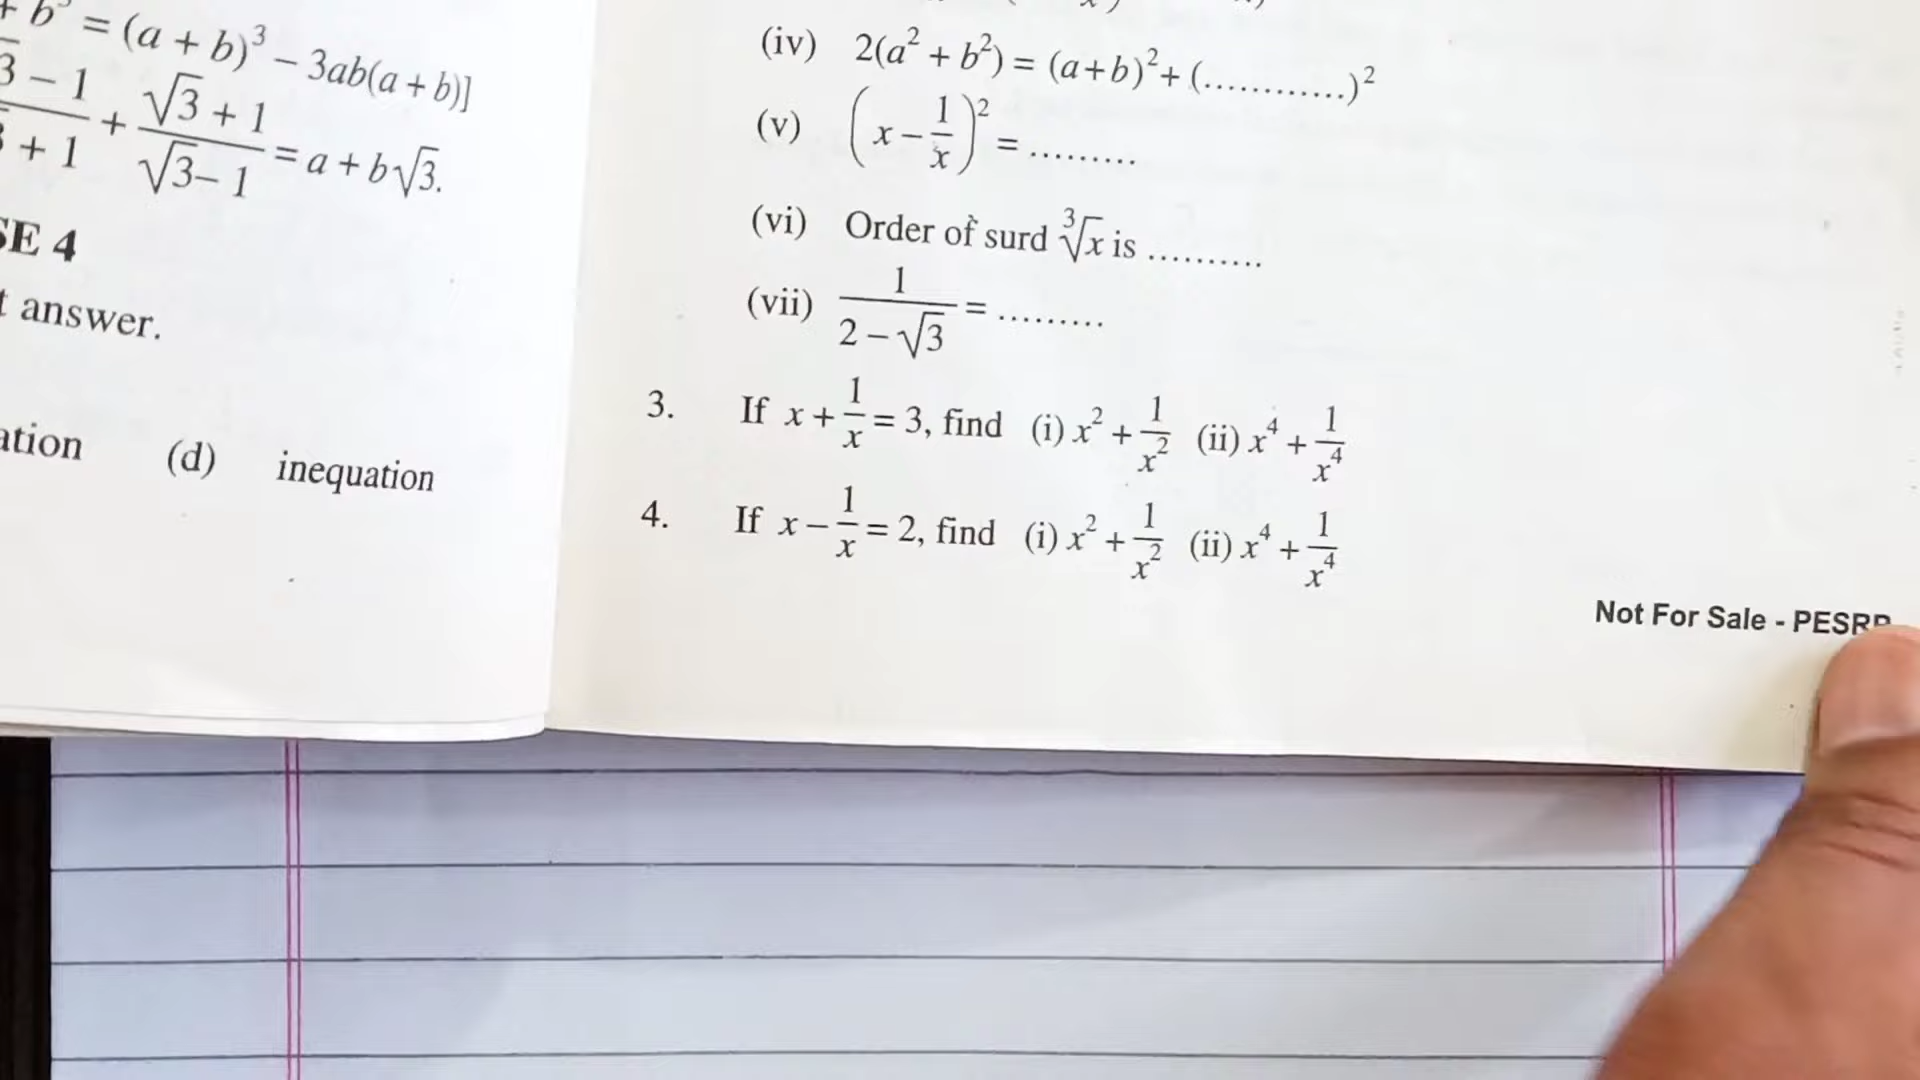 = (a + b)³ – 3ab(a + b)]
3 – 1 / + 1 + √3 + 1 / √3 – 1 = a + b√3.
SE 4
t answer.
ation (d) inequation
(iv) 2(a² + b²) = (a+b)² + (.............)²
(v) (x – 1/x)² = .........
(vi) Order of surd ∛x is ..........
(vii) 1 / 2 – √3 = .........
3. If x + 1/x = 3, find (i) x² + 1/x² (ii) x⁴ + 1/x⁴
4. If x – 1/x = 2, find (i) x² + 1/x² (ii) x⁴ + 1/x⁴
Not For Sale - PESRP